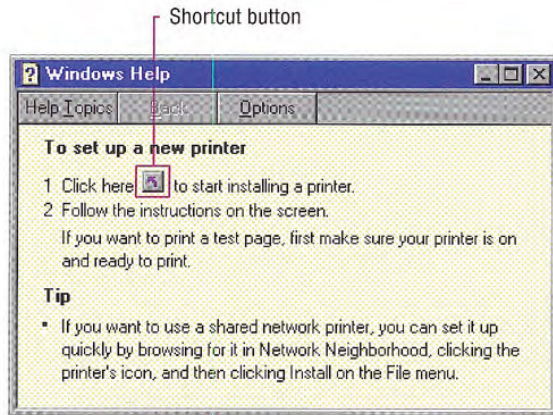 Shortcut button
? Windows Help
Help Topics Back Options
To set up a new printer
1 Click here to start installing a printer.
2 Follow the instructions on the screen.
If you want to print a test page, first make sure your printer is on
and ready to print.
Tip
• If you want to use a shared network printer, you can set it up
quickly by browsing for it in Network Neighborhood, clicking the
printer's icon, and then clicking Install on the File menu.